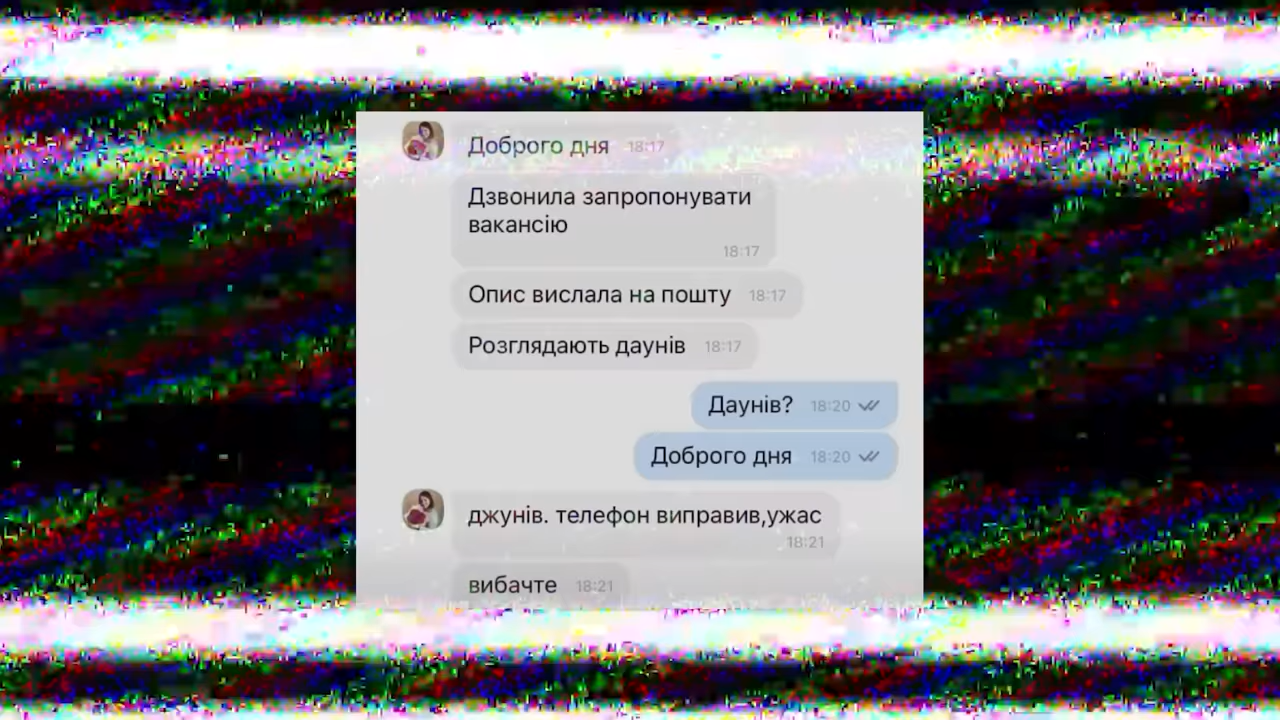 Доброго дня 18:17
Дзвонила запропонувати
вакансію
18:17
Опис вислала на пошту 18:17
Розглядають даунів 18:17
Даунів? 18:20
Доброго дня 18:20
джунів. телефон виправив,ужас
18:21
вибачте 18:21